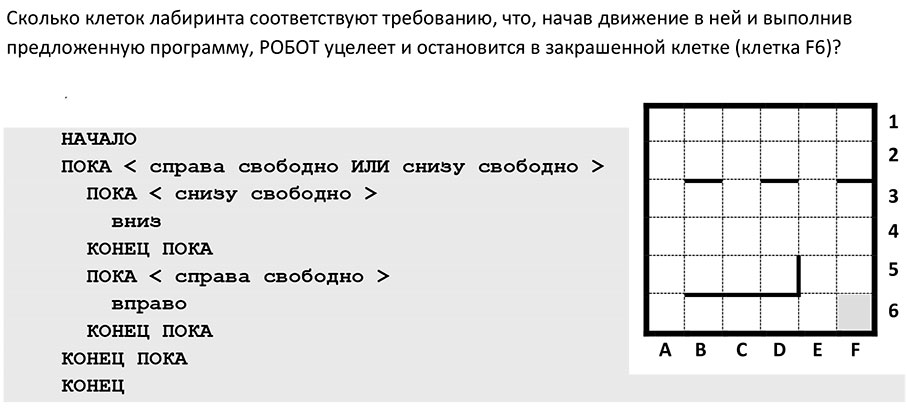 Сколько клеток лабиринта соответствуют требованию, что, начав движение в ней и выполнив
предложенную программу, РОБОТ уцелеет и остановится в закрашенной клетке (клетка F6)?
НАЧАЛО
ПОКА < справа свободно ИЛИ снизу свободно >
ПОКА < снизу свободно >
вниз
КОНЕЦ ПОКА
ПОКА < справа свободно >
вправо
КОНЕЦ ПОКА
КОНЕЦ ПОКА
КОНЕЦ
1
2
3
4
5
6
A B C D E F